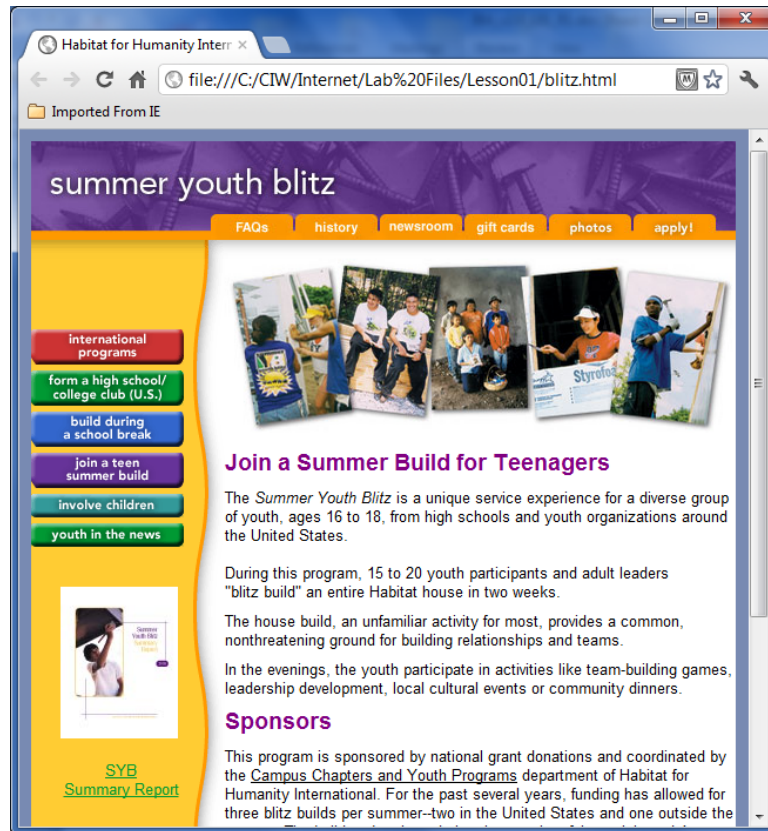 Habitat for Humanity Intern
file:///C:/CIW/Internet/Lab%20Files/Lesson01/blitz.html
Imported From IE
summer youth blitz
FAQs history newsroom gift cards photos apply!
international
programs
form a high school/
college club (U.S.)
build during
a school break
join a teen
summer build
involve children
youth in the news
Summer
Youth Blitz
Summary
Report
SYB
Summary Report
Styrofoa
Join a Summer Build for Teenagers
The Summer Youth Blitz is a unique service experience for a diverse group
of youth, ages 16 to 18, from high schools and youth organizations around
the United States.
During this program, 15 to 20 youth participants and adult leaders
"blitz build" an entire Habitat house in two weeks.
The house build, an unfamiliar activity for most, provides a common,
nonthreatening ground for building relationships and teams.
In the evenings, the youth participate in activities like team-building games,
leadership development, local cultural events or community dinners.
Sponsors
This program is sponsored by national grant donations and coordinated by
the Campus Chapters and Youth Programs department of Habitat for
Humanity International. For the past several years, funding has allowed for
three blitz builds per summer--two in the United States and one outside the